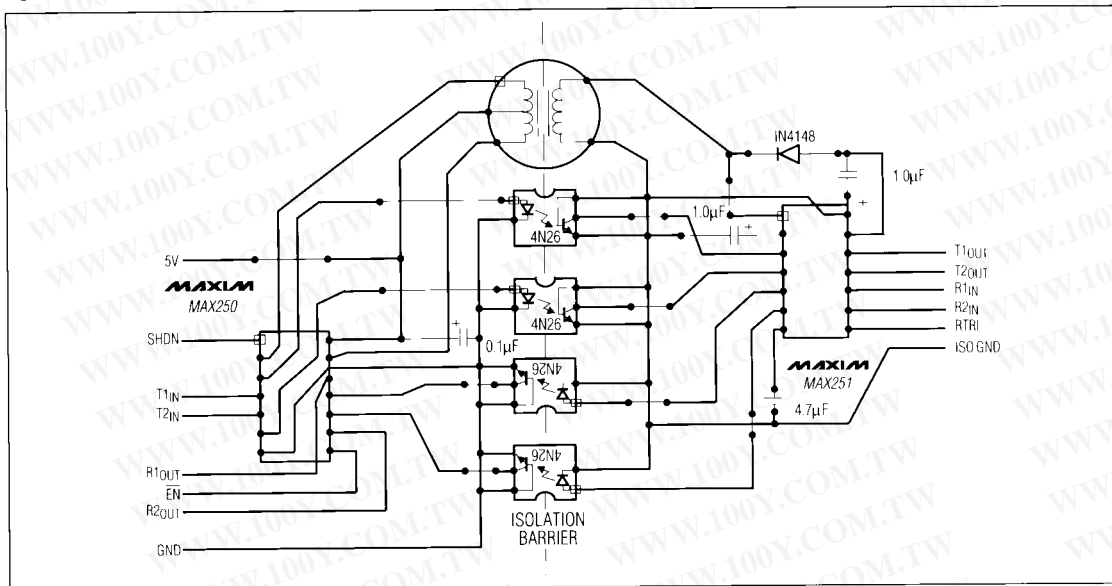 IN4148
1.0µF
+
1.0µF
+
4N26
5V
MAXIM
MAX250
4N26
T1OUT
T2OUT
R1IN
R2IN
RTRI
ISO GND
SHDN
+
0.1µF
MAXIM
MAX251
4N26
T1IN
T2IN
4.7µF
4N26
R1OUT
EN
R2OUT
ISOLATION
BARRIER
GND
WWW.100Y.COM.TW